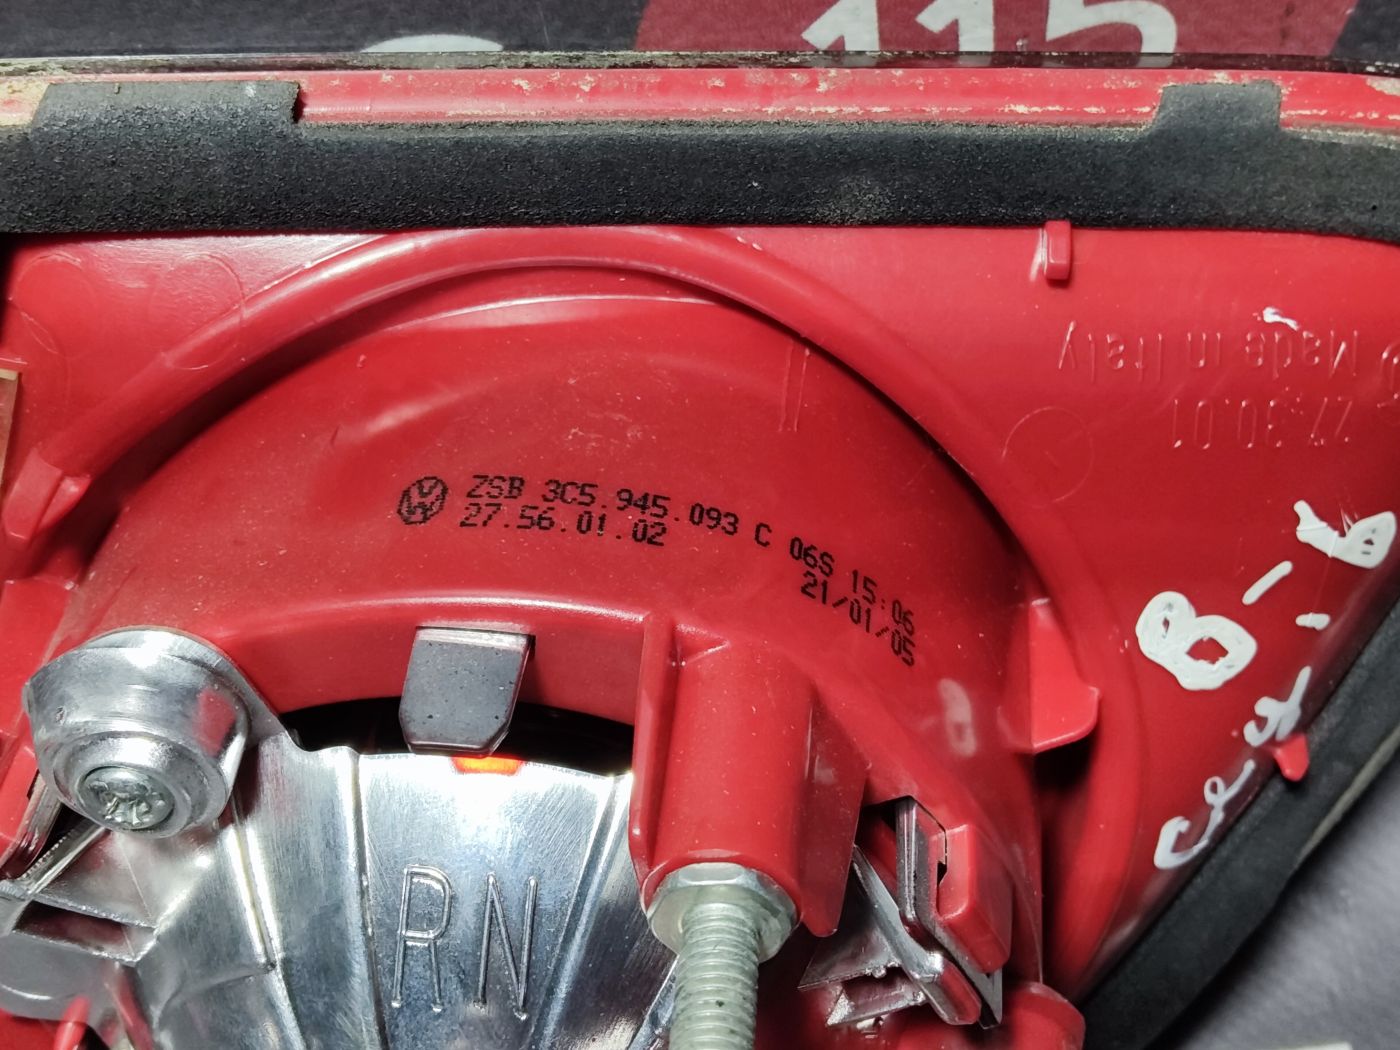 115
Made in Italy
27.30.01
ZSB 3C5.945.093 C 06S 15:06
27.56.01.02
21/01/05
B-6
RN